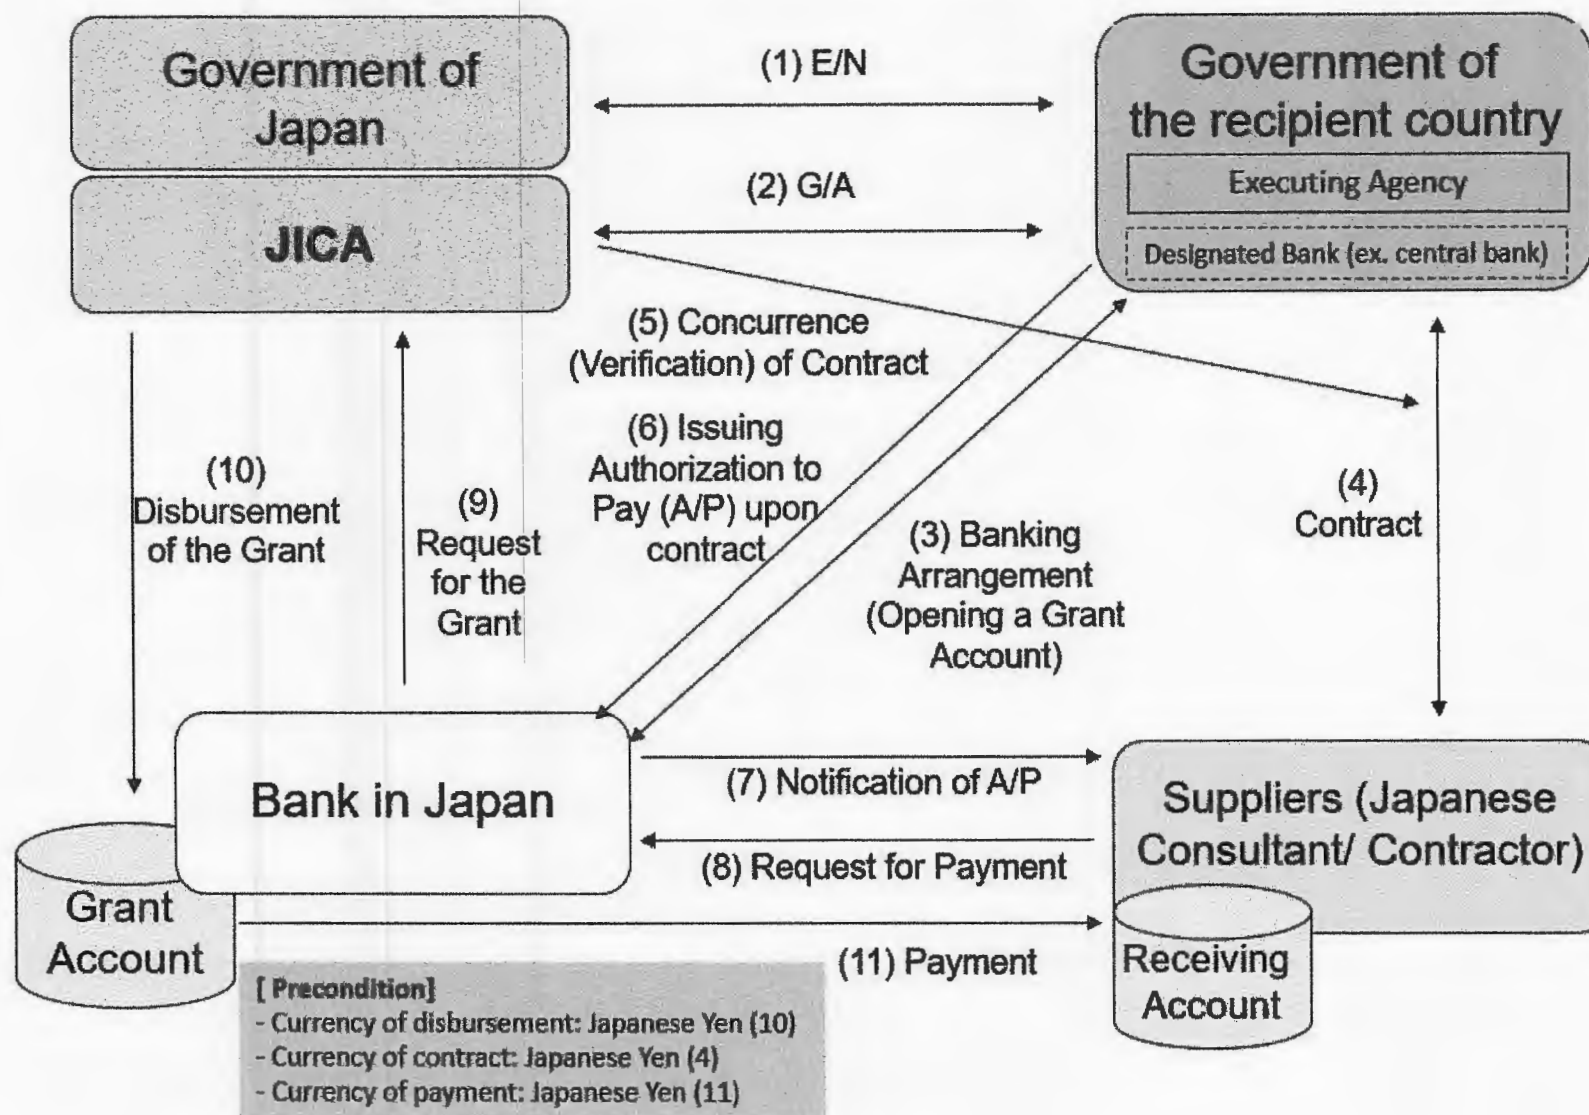 Government of
Japan
JICA
(1) E/N
(2) G/A
Government of
the recipient country
Executing Agency
Designated Bank (ex. central bank)
(5) Concurrence
(Verification) of Contract
(6) Issuing
Authorization to
Pay (A/P) upon
contract
(10)
Disbursement
of the Grant
(9)
Request
for the
Grant
(3) Banking
Arrangement
(Opening a Grant
Account)
(4)
Contract
Bank in Japan
(7) Notification of A/P
(8) Request for Payment
Suppliers (Japanese
Consultant/ Contractor)
Grant
Account
(11) Payment
Receiving
Account
[ Precondition]
- Currency of disbursement: Japanese Yen (10)
- Currency of contract: Japanese Yen (4)
- Currency of payment: Japanese Yen (11)